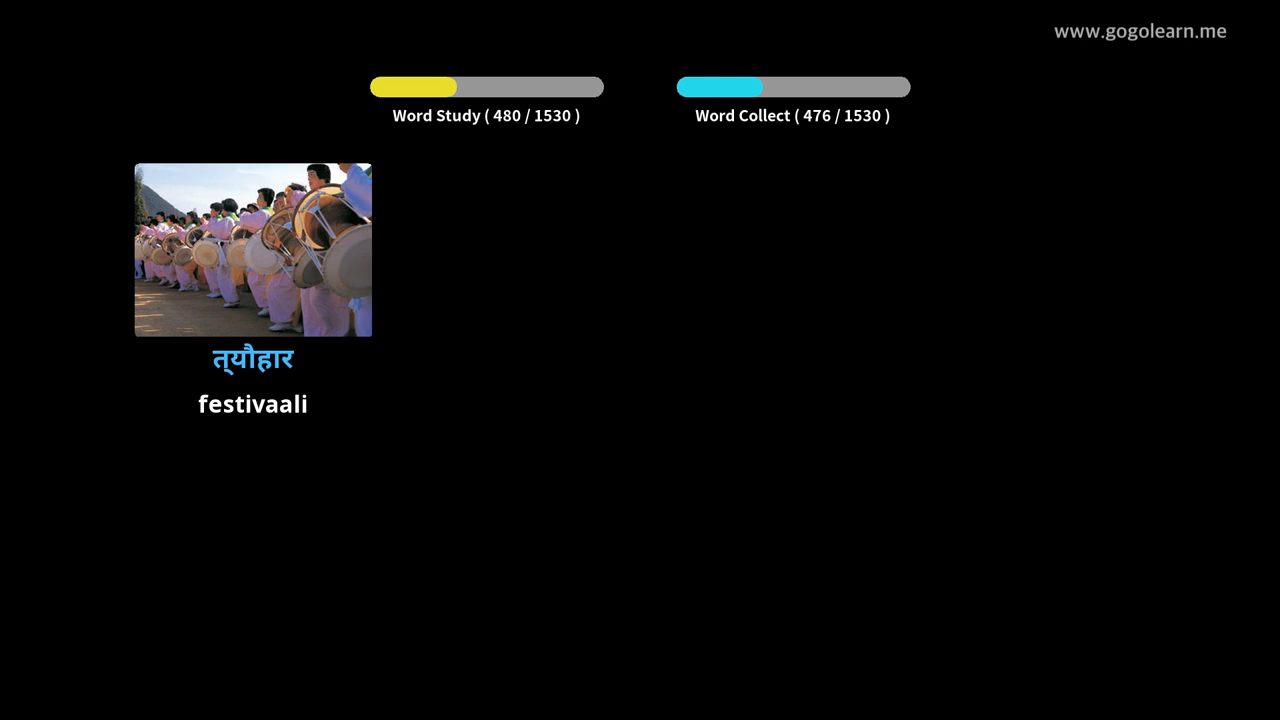 www.gogolearn.me
Word Study ( 480 / 1530 )
Word Collect ( 476 / 1530 )
त्यौहार
festivaali